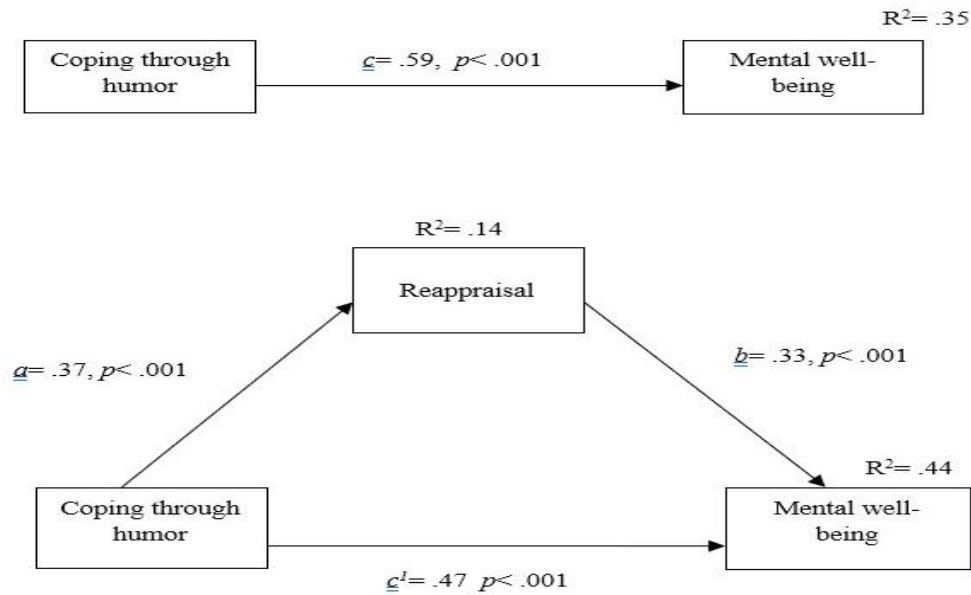 R²= .35
Coping through
humor
c= .59, p< .001
Mental well-
being
R²= .14
Reappraisal
a= .37, p< .001
b= .33, p< .001
R²= .44
Coping through
humor
Mental well-
being
c¹= .47 p< .001